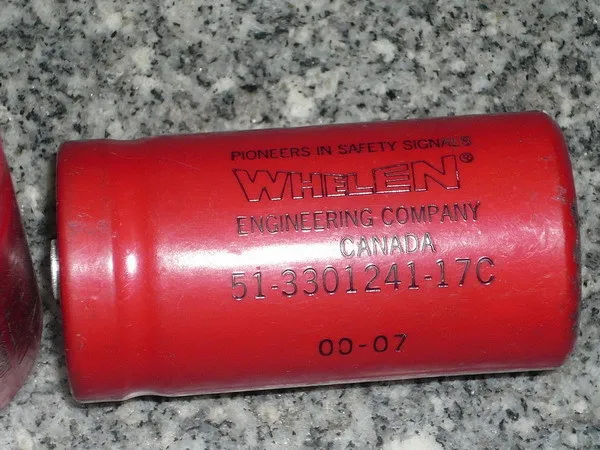 PIONEERS IN SAFETY SIGNALS
WHELEN®
ENGINEERING COMPANY
CANADA
51-3301241-17C
00-07